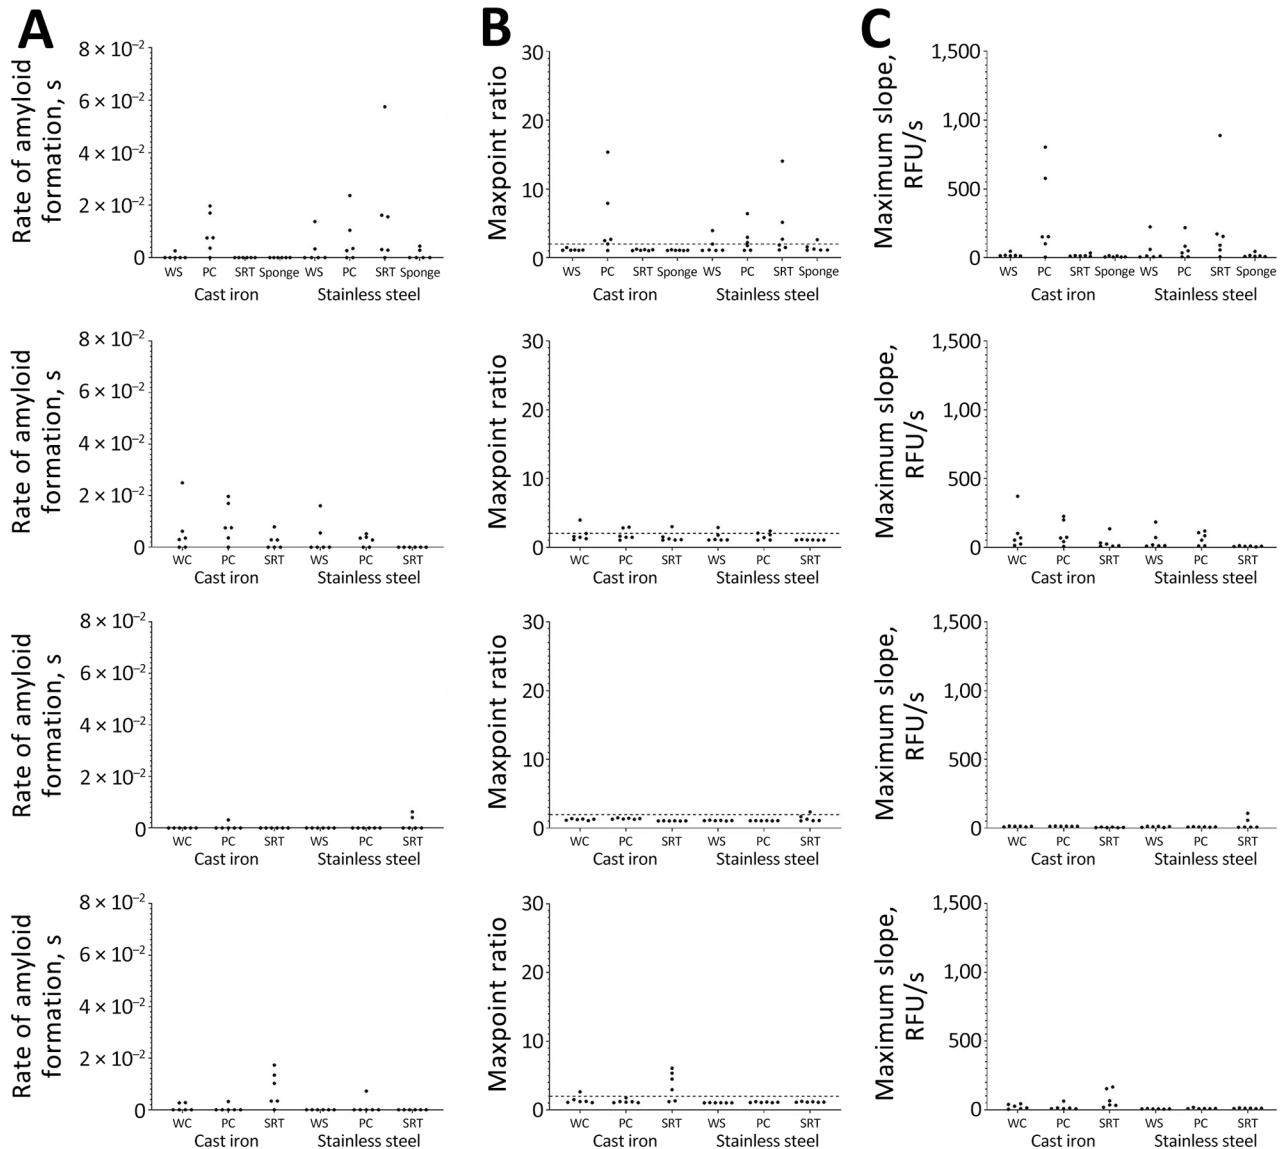 A
B
C
Rate of amyloid
formation, s
8 × 10⁻²
6 × 10⁻²
4 × 10⁻²
2 × 10⁻²
0
WS PC SRT Sponge WS PC SRT Sponge
Cast iron Stainless steel
Maxpoint ratio
30
20
10
0
WS PC SRT Sponge WS PC SRT Sponge
Cast iron Stainless steel
Maximum slope,
RFU/s
1,500
1,00
500
0
WS PC SRT Sponge WS PC SRT Sponge
Cast iron Stainless steel
Rate of amyloid
formation, s
8 × 10⁻²
6 × 10⁻²
4 × 10⁻²
2 × 10⁻²
0
WC PC SRT WS PC SRT
Cast iron Stainless steel
Maxpoint ratio
30
20
10
0
WC PC SRT WS PC SRT
Cast iron Stainless steel
Maximum slope,
RFU/s
1,500
1,00
500
0
WC PC SRT WS PC SRT
Cast iron Stainless steel
Rate of amyloid
formation, s
8 × 10⁻²
6 × 10⁻²
4 × 10⁻²
2 × 10⁻²
0
WC PC SRT WS PC SRT
Cast iron Stainless steel
Maxpoint ratio
30
20
10
0
WC PC SRT WS PC SRT
Cast iron Stainless steel
Maximum slope,
RFU/s
1,500
1,00
500
0
WC PC SRT WS PC SRT
Cast iron Stainless steel
Rate of amyloid
formation, s
8 × 10⁻²
6 × 10⁻²
4 × 10⁻²
2 × 10⁻²
0
WC PC SRT WS PC SRT
Cast iron Stainless steel
Maxpoint ratio
30
20
10
0
WC PC SRT WS PC SRT
Cast iron Stainless steel
Maximum slope,
RFU/s
1,500
1,00
500
0
WC PC SRT WS PC SRT
Cast iron Stainless steel